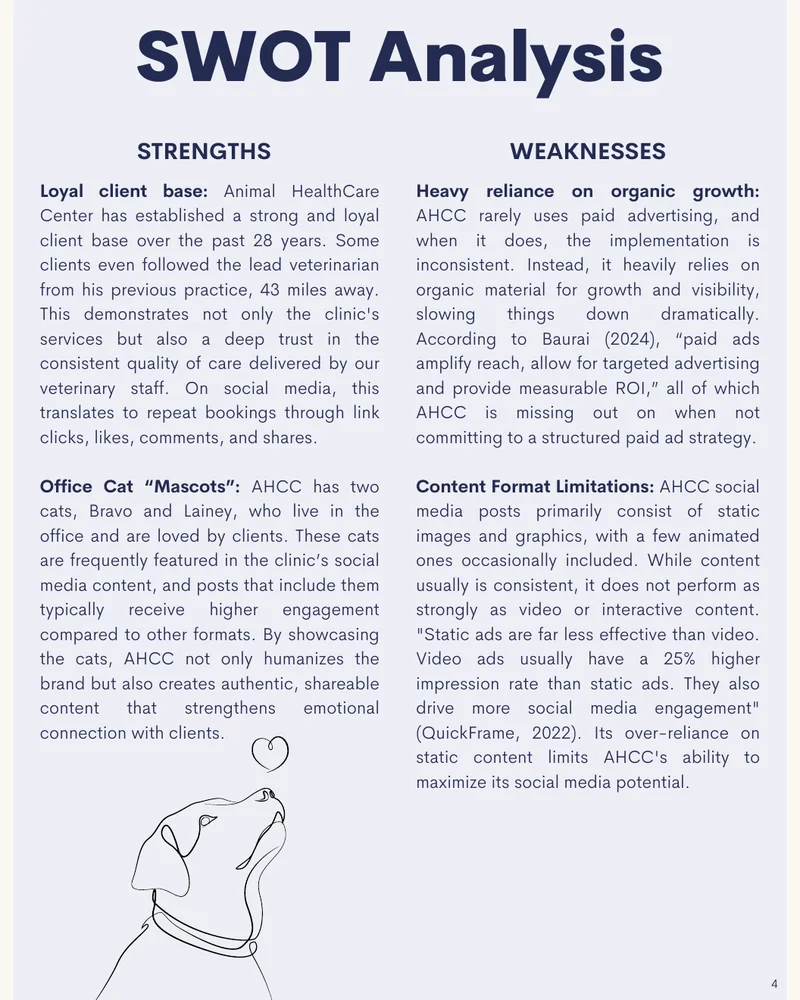 SWOT Analysis
STRENGTHS
Loyal client base: Animal HealthCare
Center has established a strong and loyal
client base over the past 28 years. Some
clients even followed the lead veterinarian
from his previous practice, 43 miles away.
This demonstrates not only the clinic's
services but also a deep trust in the
consistent quality of care delivered by our
veterinary staff. On social media, this
translates to repeat bookings through link
clicks, likes, comments, and shares.
Office Cat “Mascots”: AHCC has two
cats, Bravo and Lainey, who live in the
office and are loved by clients. These cats
are frequently featured in the clinic’s social
media content, and posts that include them
typically receive higher engagement
compared to other formats. By showcasing
the cats, AHCC not only humanizes the
brand but also creates authentic, shareable
content that strengthens emotional
connection with clients.
WEAKNESSES
Heavy reliance on organic growth:
AHCC rarely uses paid advertising, and
when it does, the implementation is
inconsistent. Instead, it heavily relies on
organic material for growth and visibility,
slowing things down dramatically.
According to Baurai (2024), “paid ads
amplify reach, allow for targeted advertising
and provide measurable ROI,” all of which
AHCC is missing out on when not
committing to a structured paid ad strategy.
Content Format Limitations: AHCC social
media posts primarily consist of static
images and graphics, with a few animated
ones occasionally included. While content
usually is consistent, it does not perform as
strongly as video or interactive content.
"Static ads are far less effective than video.
Video ads usually have a 25% higher
impression rate than static ads. They also
drive more social media engagement"
(QuickFrame, 2022). Its over-reliance on
static content limits AHCC's ability to
maximize its social media potential.
4